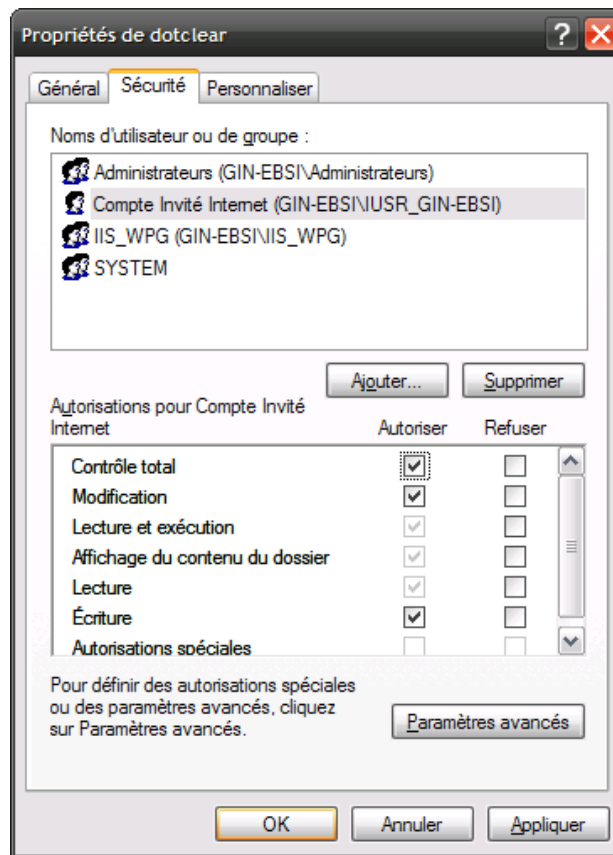 Propriétés de dotclear
Général Sécurité Personnaliser
Noms d'utilisateur ou de groupe :
Administrateurs (GIN-EBSI\Administrateurs)
Compte Invité Internet (GIN-EBSI\IUSR_GIN-EBSI)
IIS_WPG (GIN-EBSI\IIS_WPG)
SYSTEM
Ajouter... Supprimer
Autorisations pour Compte Invité
Internet Autoriser Refuser
Contrôle total
Modification
Lecture et exécution
Affichage du contenu du dossier
Lecture
Écriture
Autorisations spéciales
Pour définir des autorisations spéciales
ou des paramètres avancés, cliquez
sur Paramètres avancés.
Paramètres avancés
OK Annuler Appliquer